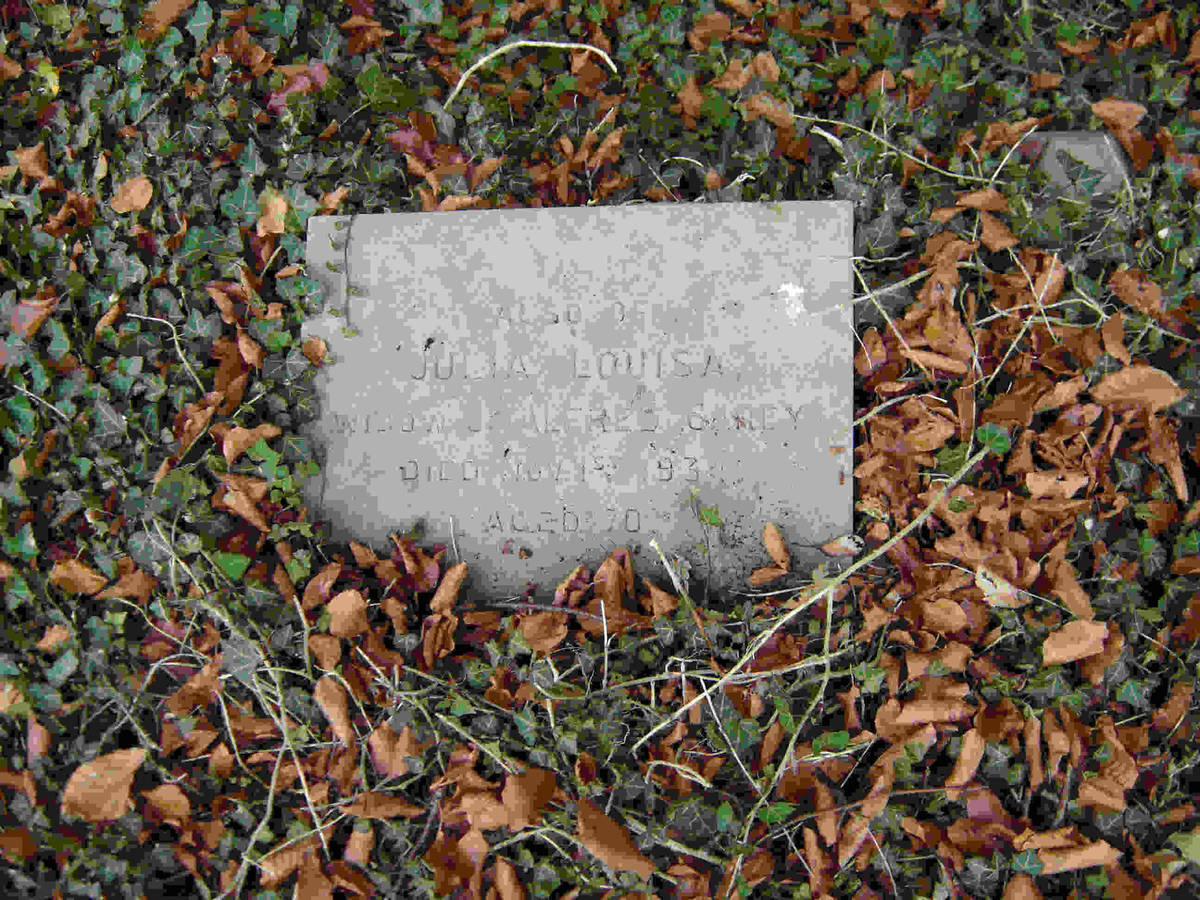 ALSO OF
JULIA LOUISA,
WIDOW OF ALFRED
DIED NOV
AGED 70.